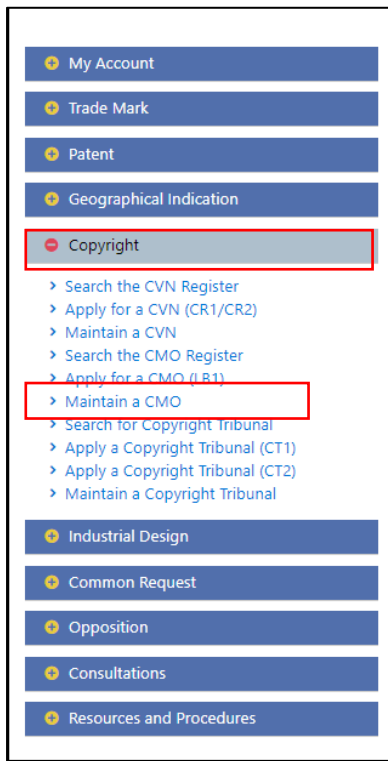 My Account
Trade Mark
Patent
Geographical Indication
Copyright
Search the CVN Register
Apply for a CVN (CR1/CR2)
Maintain a CVN
Search the CMO Register
Apply for a CMO (LB1)
Maintain a CMO
Search for Copyright Tribunal
Apply a Copyright Tribunal (CT1)
Apply a Copyright Tribunal (CT2)
Maintain a Copyright Tribunal
Industrial Design
Common Request
Opposition
Consultations
Resources and Procedures